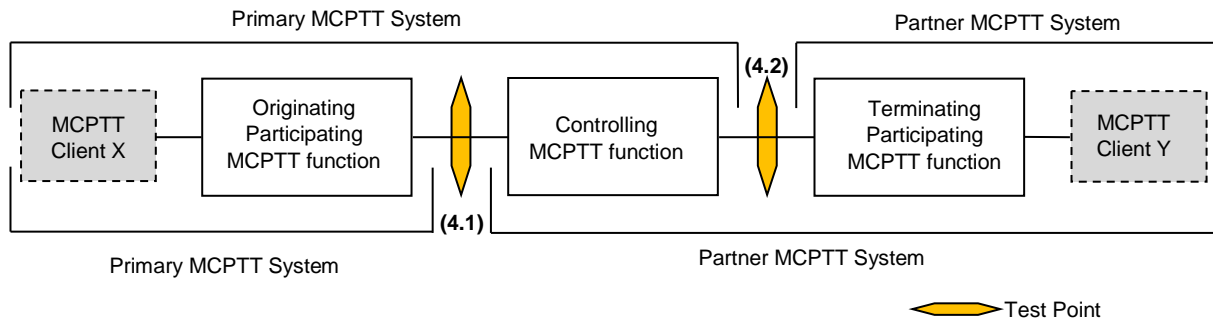 Primary MCPTT System
Partner MCPTT System
(4.2)
MCPTT
Client X
Originating
Participating
MCPTT function
Controlling
MCPTT function
Terminating
Participating
MCPTT function
MCPTT
Client Y
(4.1)
Primary MCPTT System
Partner MCPTT System
Test Point